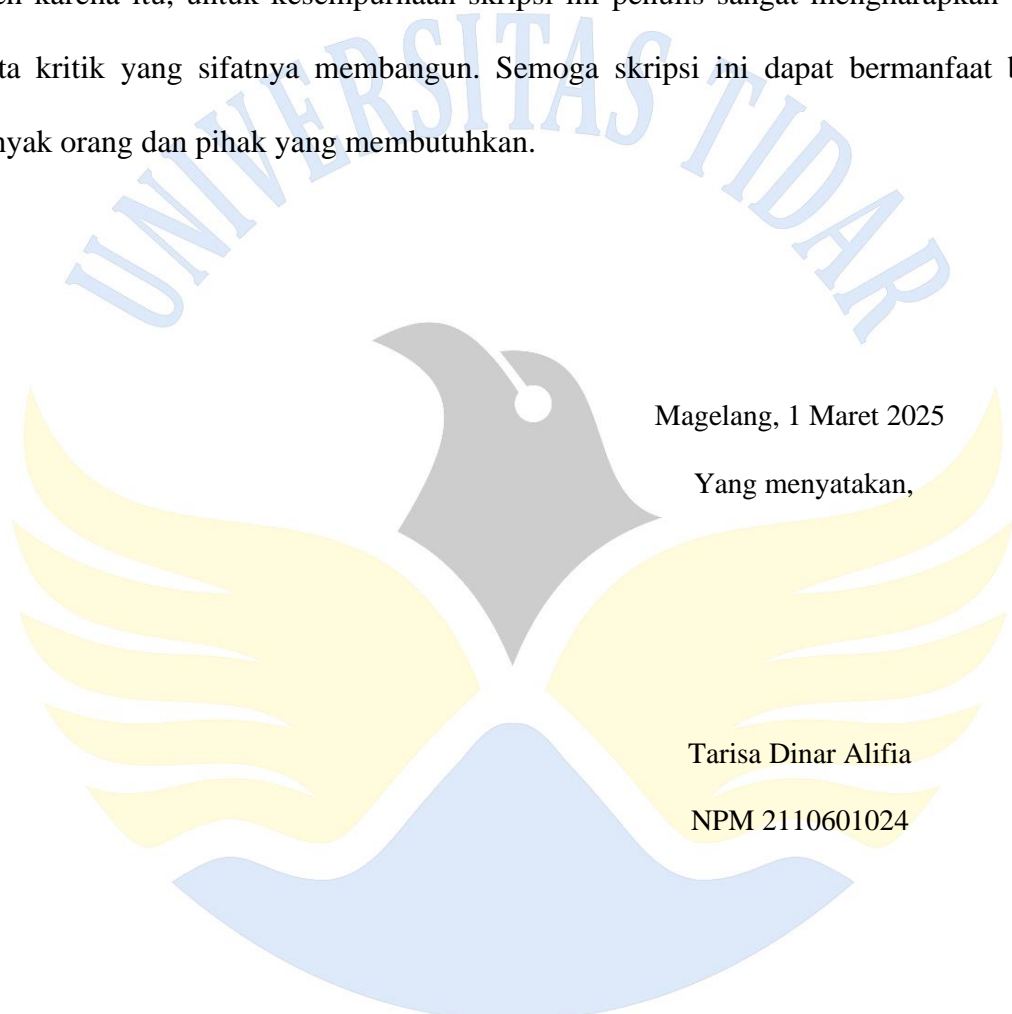 karena itu, untuk kesempurnaan skripsi ini penulis sangat mengharapkan
kritik yang sifatnya membangun. Semoga skripsi ini dapat bermanfaat
orang dan pihak yang membutuhkan.
UNIVERSITAS TIDAR
Magelang, 1 Maret 2025
Yang menyatakan,
Tarisa Dinar Alifia
NPM 2110601024